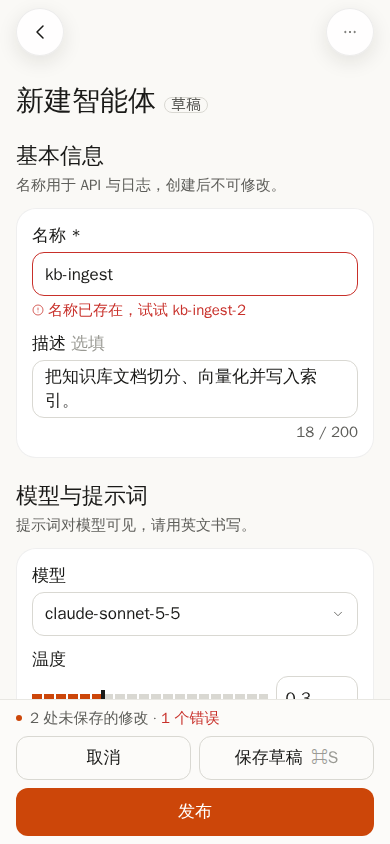 新建智能体 草稿
基本信息
名称用于 API 与日志，创建后不可修改。
名称 *
kb-ingest
名称已存在，试试 kb-ingest-2
描述 选填
把知识库文档切分、向量化并写入索
引。
18 / 200
模型与提示词
提示词对模型可见，请用英文书写。
模型
claude-sonnet-5-5
温度
0.3
2 处未保存的修改 · 1 个错误
取消
保存草稿 ⌘S
发布